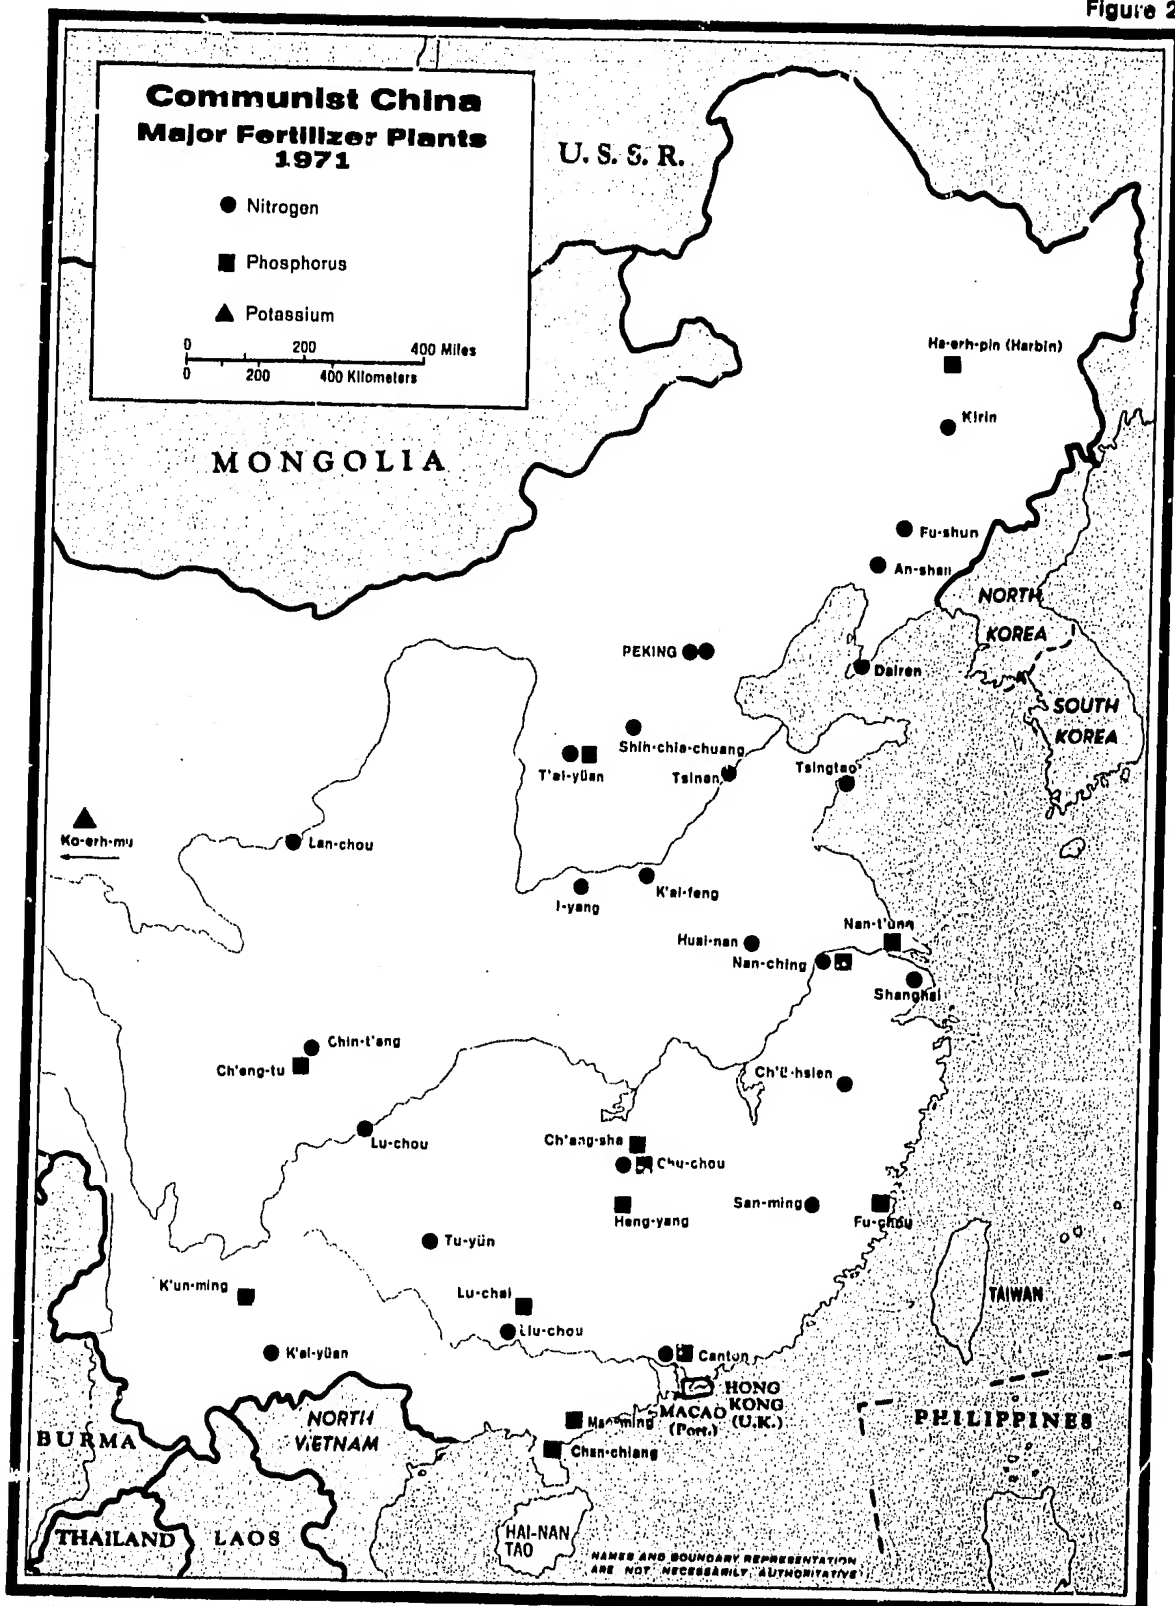 Figure 2
Communist China
Major Fertilizer Plants
1971
Nitrogen
Phosphorus
Potassium
0 200 400 Miles
0 200 400 Kilometers
U. S. S. R.
MONGOLIA
Ha-erh-pin (Harbin)
Kirin
Fu-shun
An-shan
NORTH
KOREA
PEKING
Dairen
SOUTH
KOREA
Shih-chia-chuang
T'ai-yüan
Tsinan
Tsingtao
Ko-erh-mu
Lan-chou
K'ai-feng
I-yang
Nan-t'ung
Huai-nan
Nan-ching
Shanghai
Chin-t'ang
Ch'eng-tu
Ch'ü-hsien
Lu-chou
Ch'ang-sha
Chu-chou
Heng-yang
San-ming
Fu-chou
Tu-yün
K'un-ming
Lu-chai
TAIWAN
Liu-chou
K'ai-yüan
Canton
HONG
KONG
(U.K.)
MACAO
(Port.)
NORTH
VIETNAM
Mao-ming
PHILIPPINES
BURMA
Chan-chiang
THAILAND
LAOS
HAI-NAN
TAO
NAMES AND BOUNDARY REPRESENTATION
ARE NOT NECESSARILY AUTHORITATIVE